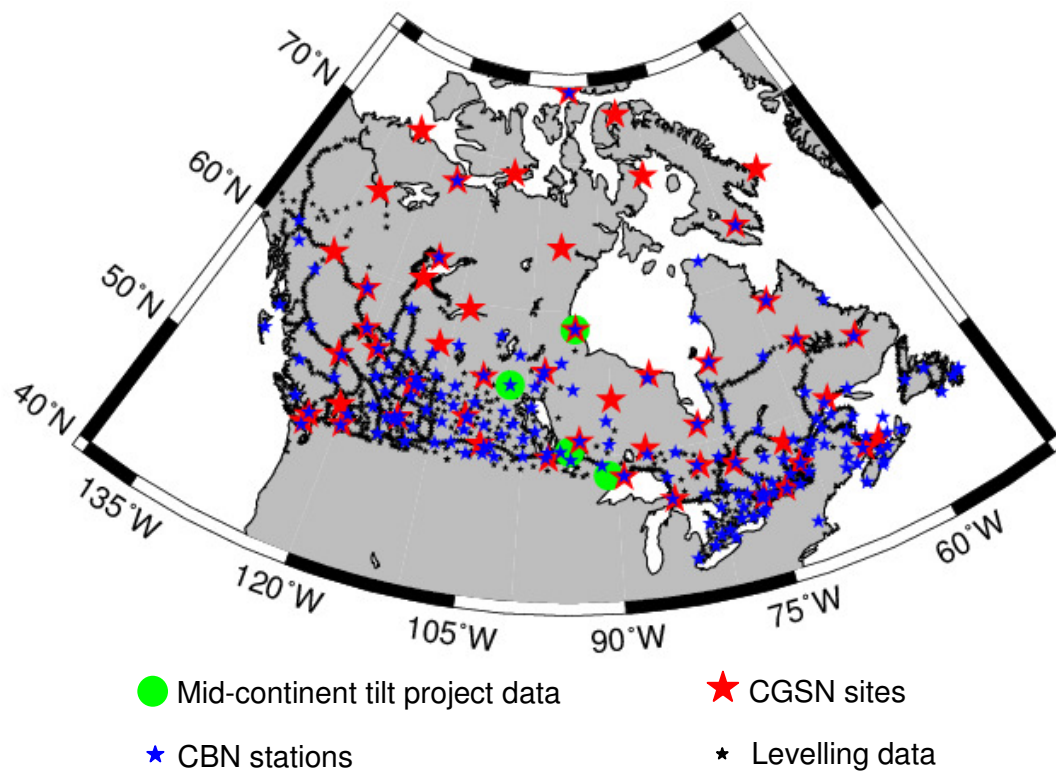 70°N
60°N
50°N
40°N
135°W
120°W
105°W
90°W
75°W
60°W
Mid-continent tilt project data
CGSN sites
CBN stations
Levelling data